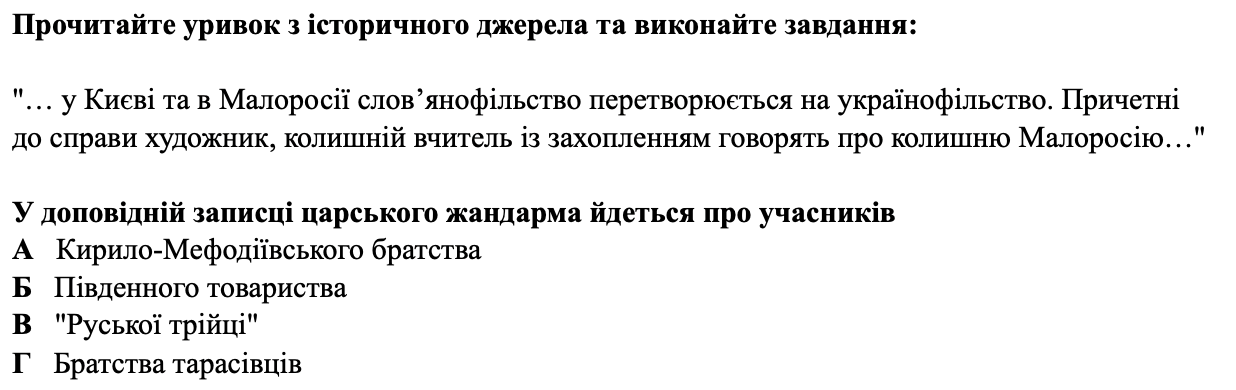 Прочитайте уривок з історичного джерела та виконайте завдання:
"… у Києві та в Малоросії слов’янофільство перетворюється на українофільство. Причетні
до справи художник, колишній вчитель із захопленням говорять про колишню Малоросію…"
У доповідній записці царського жандарма йдеться про учасників
А Кирило-Мефодіївського братства
Б Південного товариства
В "Руської трійці"
Г Братства тарасівців